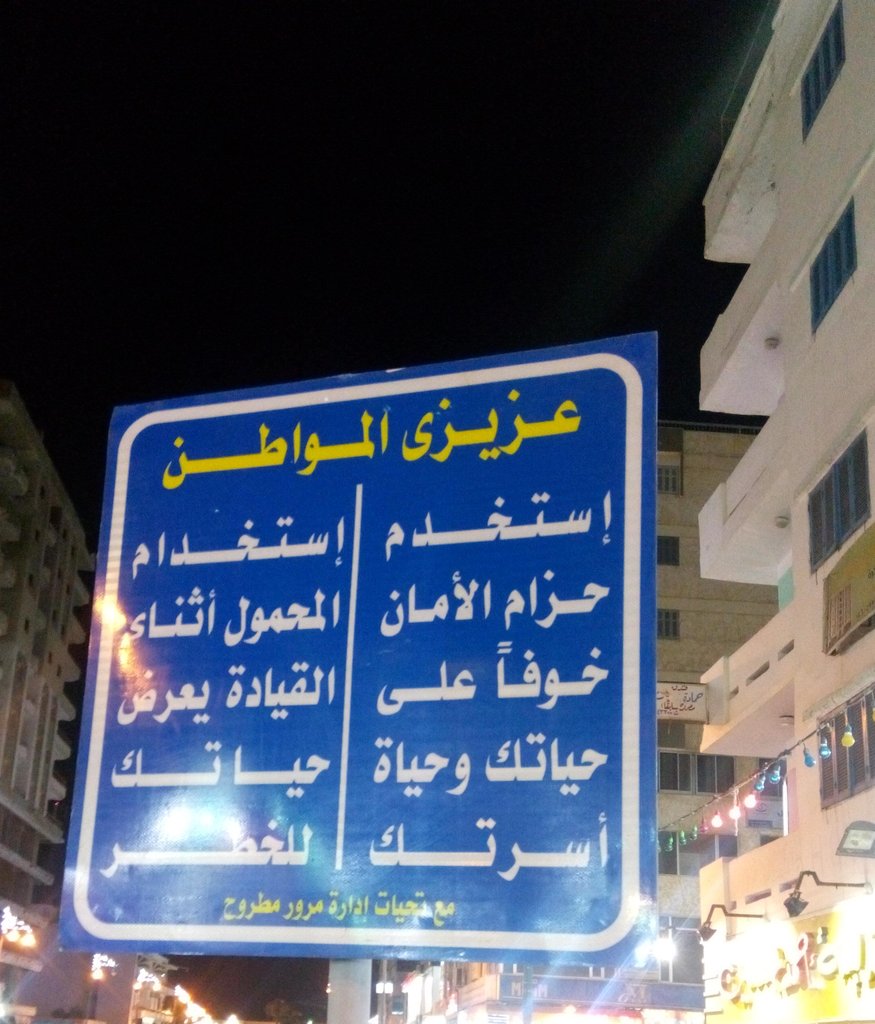 عزيزى المواطن
إستخدم
حزام الأمان
خوفاً على
حياتك وحياة
أسرتك
إستخدام
المحمول أثناء
القيادة يعرض
حياتك
للخطر
مع تحيات ادارة مرور مطروح